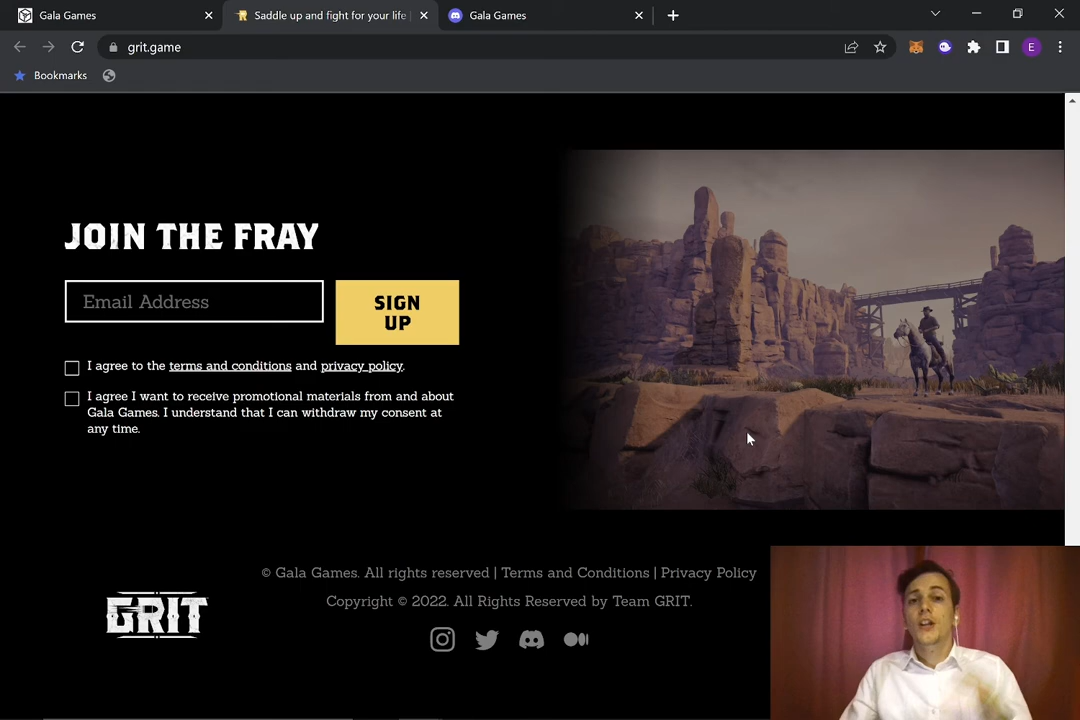 Gala Games
Saddle up and fight for your life |
Gala Games
grit.game
E
Bookmarks
JOIN THE FRAY
Email Address
SIGN
UP
I agree to the terms and conditions and privacy policy.
I agree I want to receive promotional materials from and about
Gala Games. I understand that I can withdraw my consent at
any time.
© Gala Games. All rights reserved | Terms and Conditions | Privacy Policy
Copyright © 2022. All Rights Reserved by Team GRIT.
GRIT